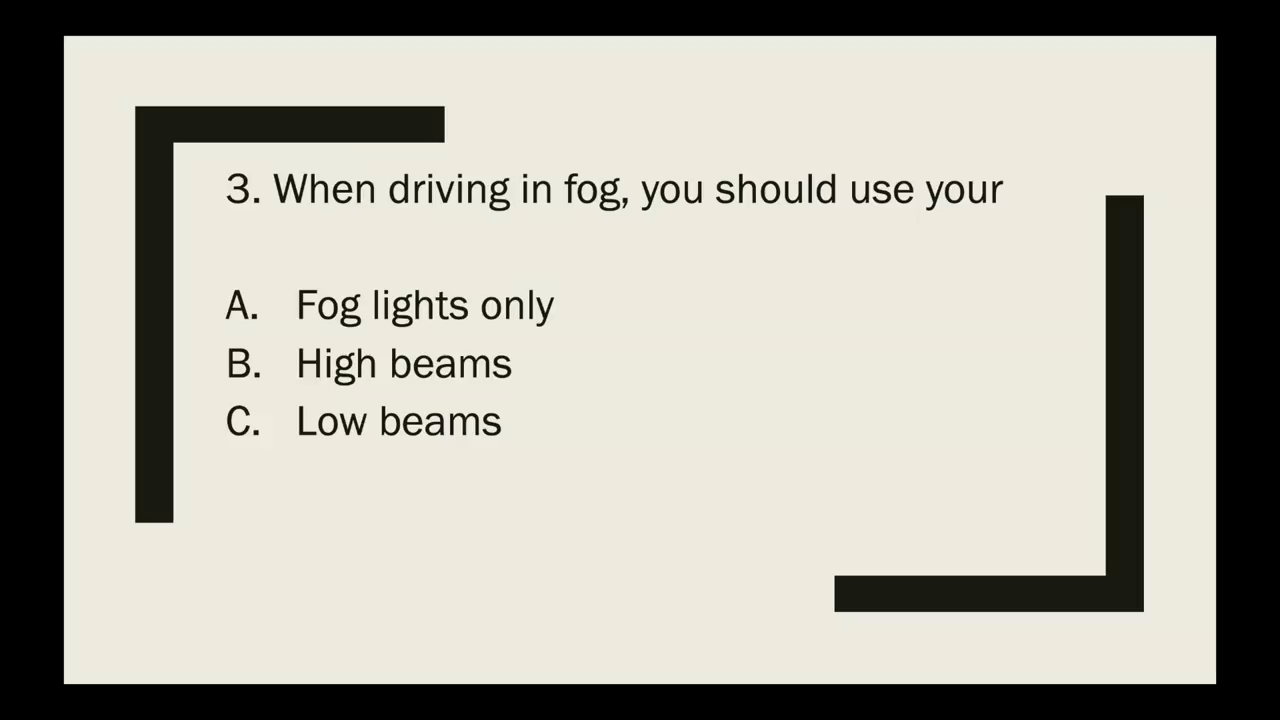 3. When driving in fog, you should use your
A. Fog lights only
B. High beams
C. Low beams